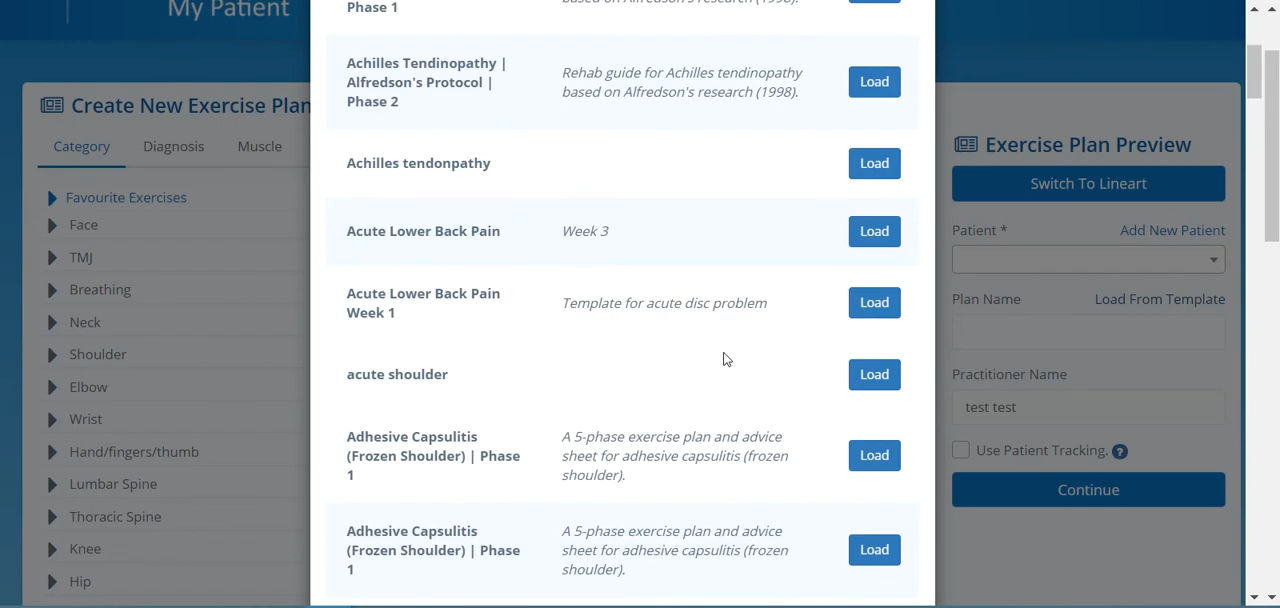 My Patient
Create New Exercise Plan
Category Diagnosis Muscle
Favourite Exercises
Face
TMJ
Breathing
Neck
Shoulder
Elbow
Wrist
Hand/fingers/thumb
Lumbar Spine
Thoracic Spine
Knee
Hip
Phase 1
based on Alfredson's research (1998).
Achilles Tendinopathy |
Alfredson's Protocol |
Phase 2
Rehab guide for Achilles tendinopathy
based on Alfredson's research (1998).
Load
Achilles tendonpathy
Load
Acute Lower Back Pain
Week 3
Load
Acute Lower Back Pain
Week 1
Template for acute disc problem
Load
acute shoulder
Load
Adhesive Capsulitis
(Frozen Shoulder) | Phase
1
A 5-phase exercise plan and advice
sheet for adhesive capsulitis (frozen
shoulder).
Load
Adhesive Capsulitis
(Frozen Shoulder) | Phase
1
A 5-phase exercise plan and advice
sheet for adhesive capsulitis (frozen
shoulder).
Load
Exercise Plan Preview
Switch To Lineart
Patient * Add New Patient
Plan Name Load From Template
Practitioner Name
test test
Use Patient Tracking. ?
Continue